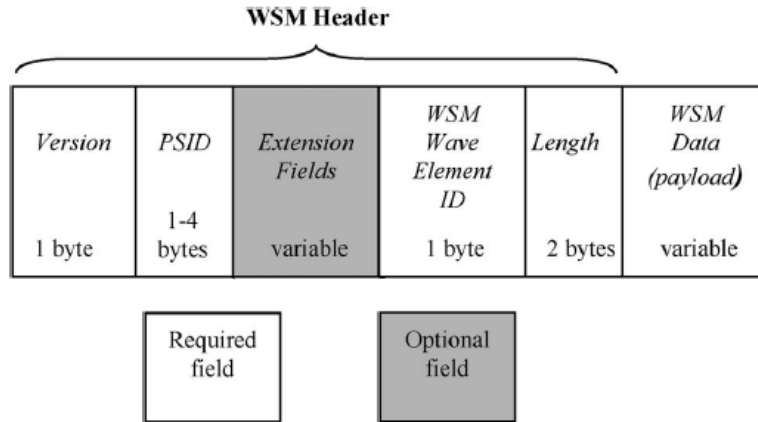 WSM Header
Version
1 byte
PSID
1-4
bytes
Extension
Fields
variable
WSM
Wave
Element
ID
1 byte
Length
2 bytes
WSM
Data
(payload)
variable
Required
field
Optional
field